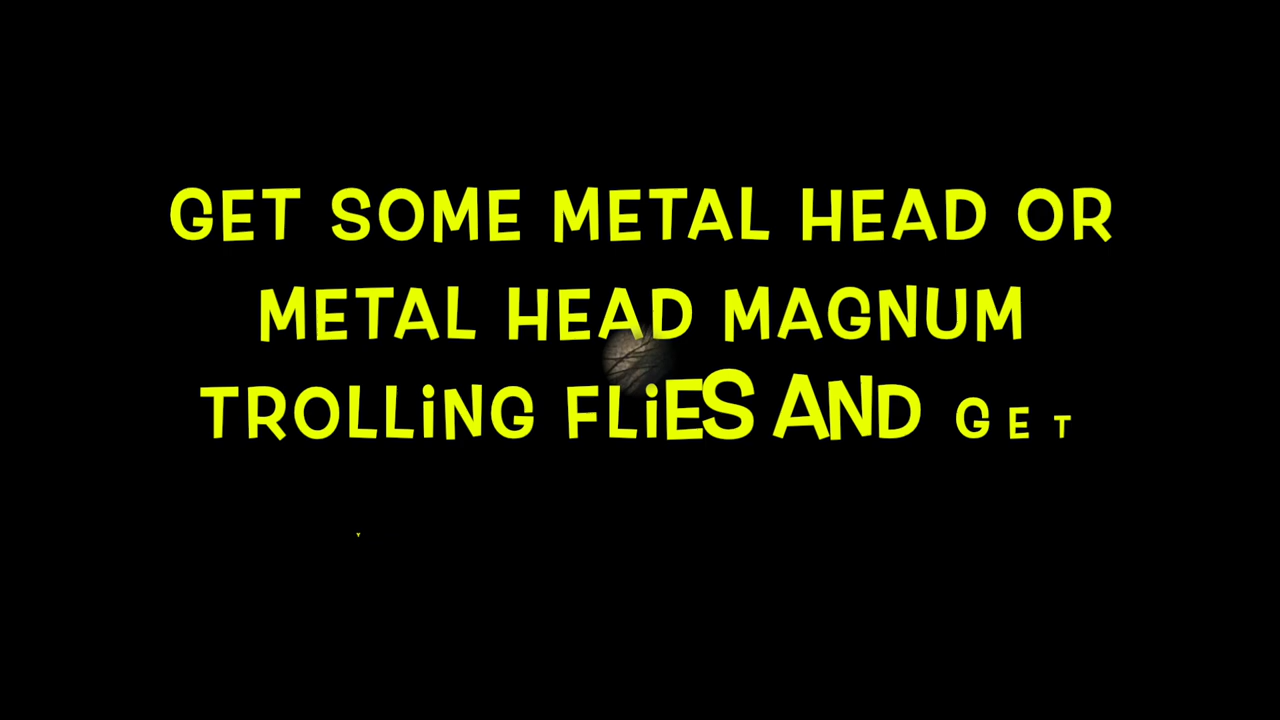 GET SOME METAL HEAD OR
METAL HEAD MAGNUM
TROLLiNG FLiES AND GET